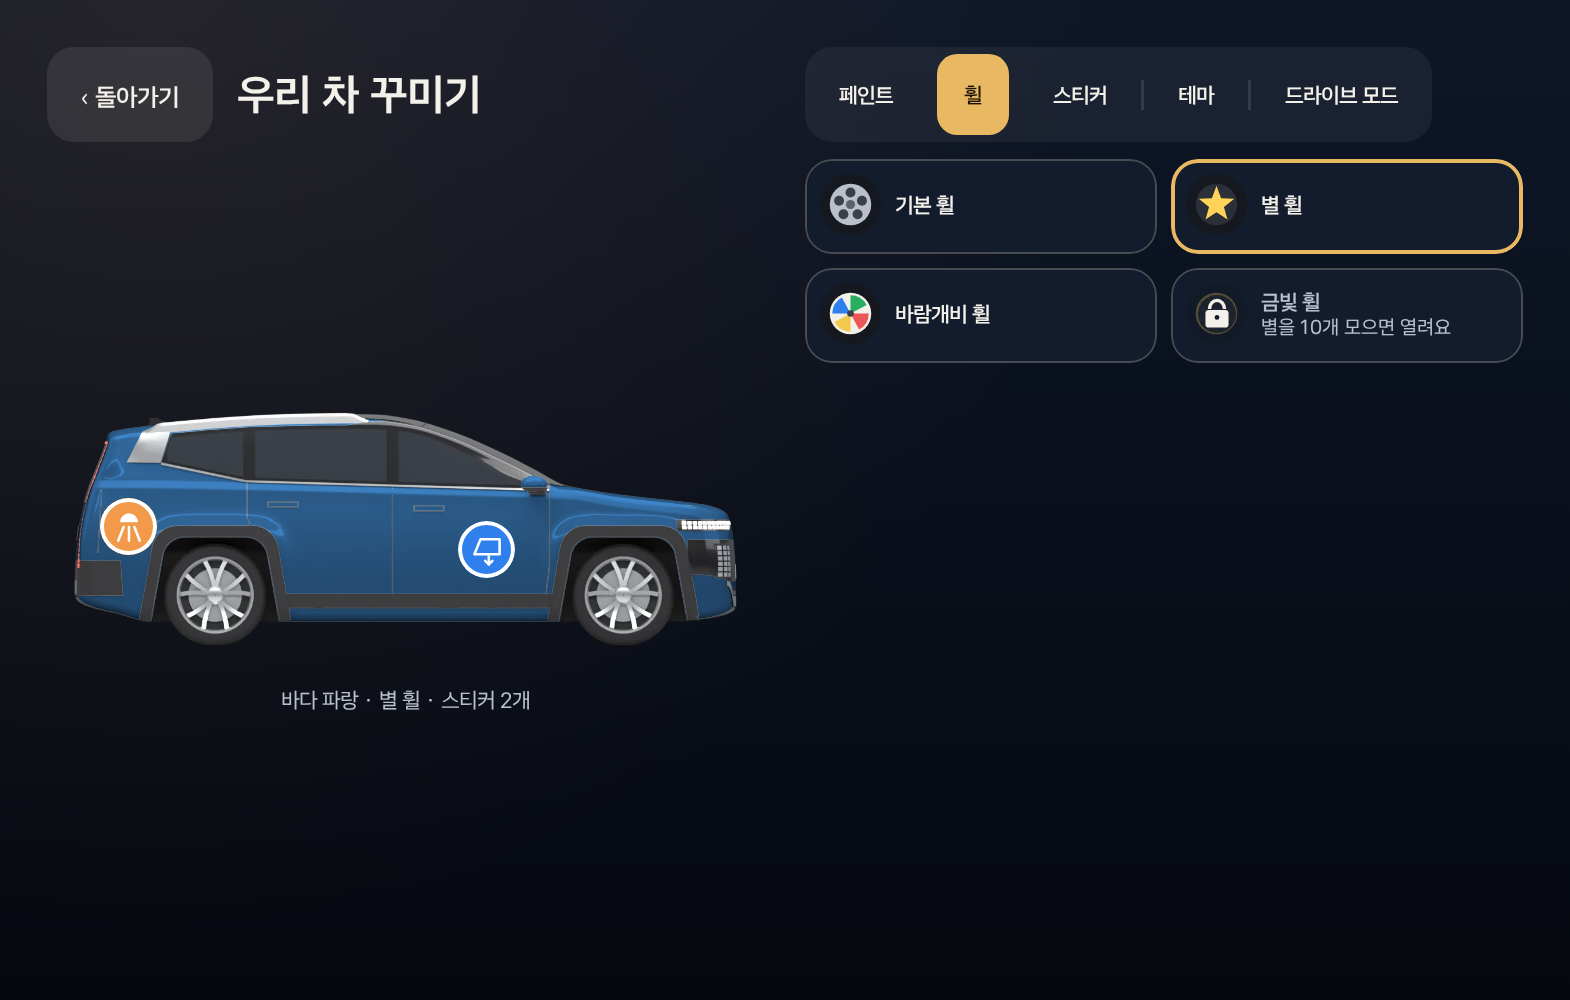 ‹ 돌아가기
우리 차 꾸미기
페인트
휠
스티커
테마
드라이브 모드
기본 휠
별 휠
바람개비 휠
금빛 휠
별을 10개 모으면 열려요
바다 파랑 · 별 휠 · 스티커 2개